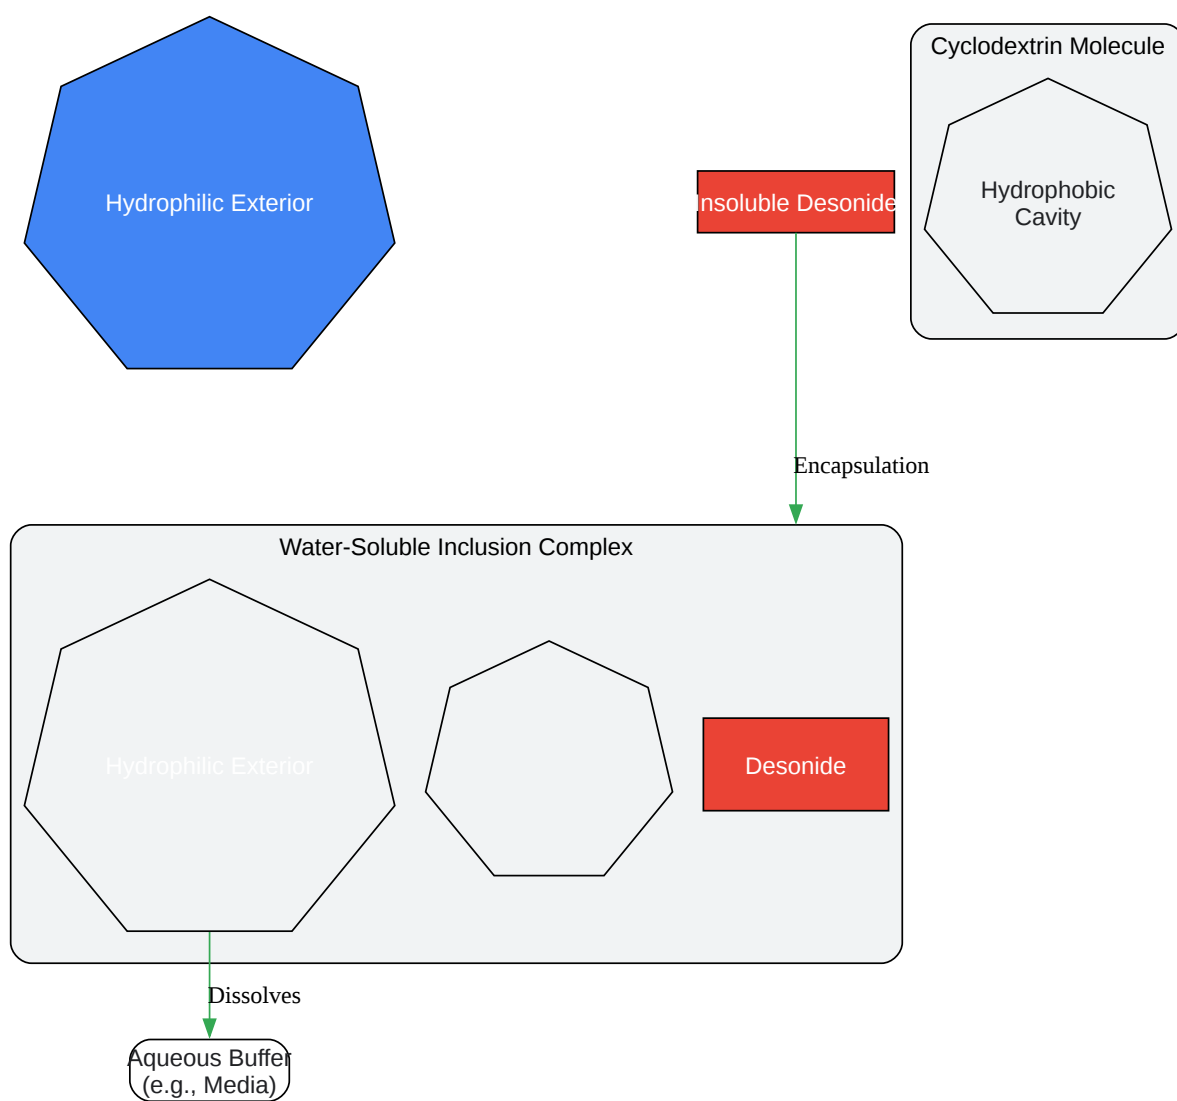 Cyclodextrin Molecule
Hydrophilic Exterior
Insoluble Desonide
Hydrophobic
Cavity
Encapsulation
Water-Soluble Inclusion Complex
Hydrophilic Exterior
Desonide
Dissolves
Aqueous Buffer
(e.g., Media)